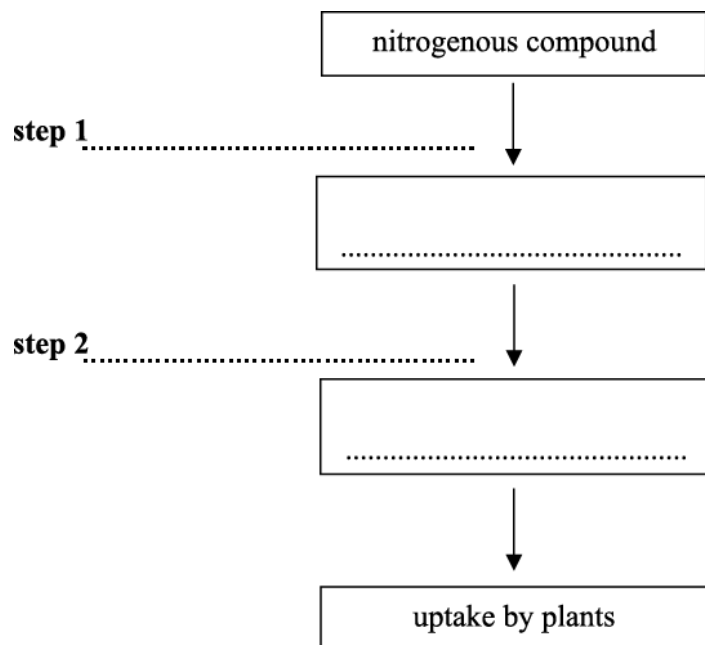 nitrogenous compound
step 1
step 2
uptake by plants